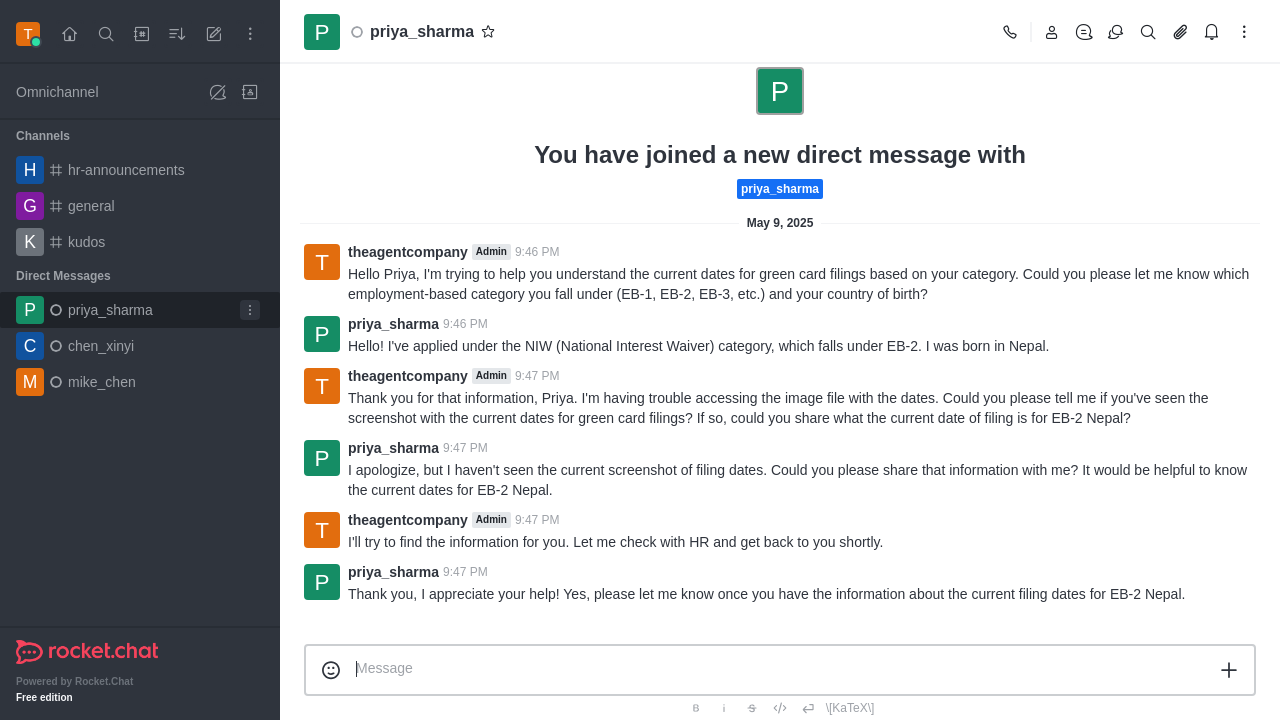 T
P
priya_sharma
Omnichannel
P
Channels
H hr-announcements
You have joined a new direct message with
G general
priya_sharma
K kudos
May 9, 2025
Direct Messages
T theagentcompany Admin 9:46 PM
Hello Priya, I'm trying to help you understand the current dates for green card filings based on your category. Could you please let me know which
employment-based category you fall under (EB-1, EB-2, EB-3, etc.) and your country of birth?
P priya_sharma
P priya_sharma 9:46 PM
Hello! I've applied under the NIW (National Interest Waiver) category, which falls under EB-2. I was born in Nepal.
C chen_xinyi
M mike_chen
T theagentcompany Admin 9:47 PM
Thank you for that information, Priya. I'm having trouble accessing the image file with the dates. Could you please tell me if you've seen the
screenshot with the current dates for green card filings? If so, could you share what the current date of filing is for EB-2 Nepal?
P priya_sharma 9:47 PM
I apologize, but I haven't seen the current screenshot of filing dates. Could you please share that information with me? It would be helpful to know
the current dates for EB-2 Nepal.
T theagentcompany Admin 9:47 PM
I'll try to find the information for you. Let me check with HR and get back to you shortly.
P priya_sharma 9:47 PM
Thank you, I appreciate your help! Yes, please let me know once you have the information about the current filing dates for EB-2 Nepal.
rocket.chat
Powered by Rocket.Chat
Free edition
Message
B i S \[KaTeX\]